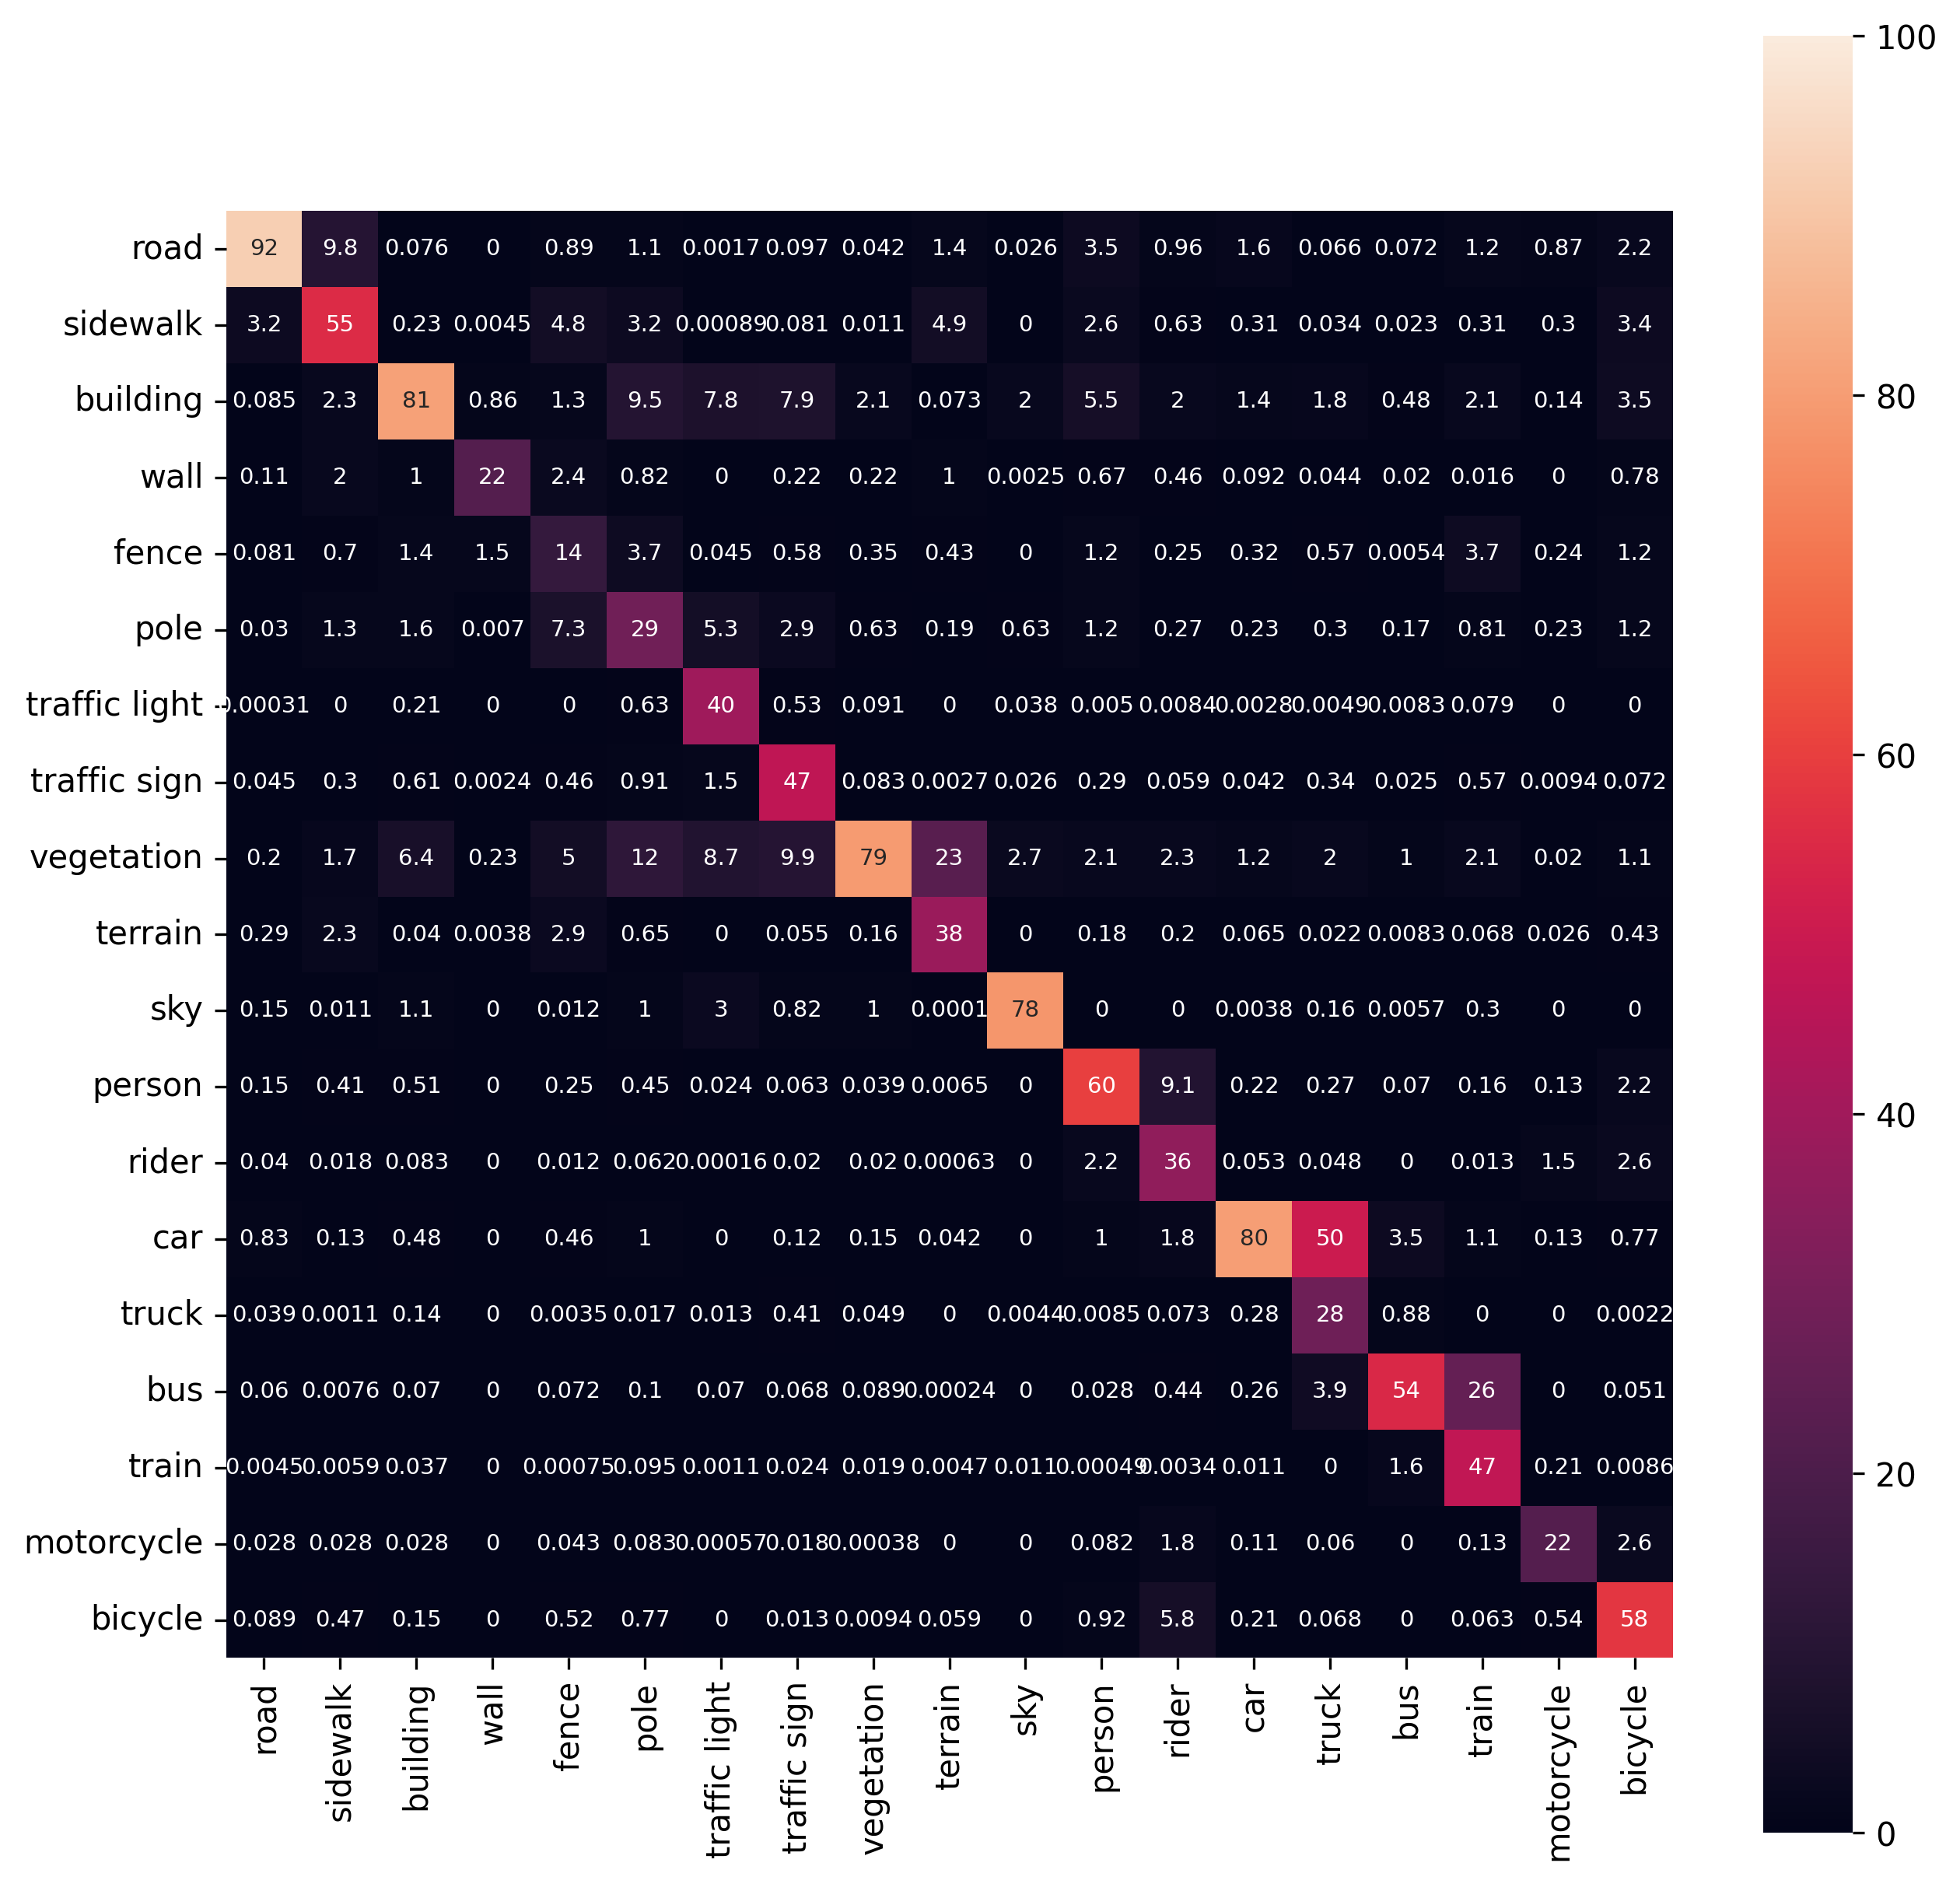 100
road 92 9.8 0.076 0 0.89 1.1 0.0017 0.097 0.042 1.4 0.026 3.5 0.96 1.6 0.066 0.072 1.2 0.87 2.2
sidewalk 3.2 55 0.23 0.0045 4.8 3.2 0.00089 0.081 0.011 4.9 0 2.6 0.63 0.31 0.034 0.023 0.31 0.3 3.4
building 0.085 2.3 81 0.86 1.3 9.5 7.8 7.9 2.1 0.073 2 5.5 2 1.4 1.8 0.48 2.1 0.14 3.5
80
wall 0.11 2 1 22 2.4 0.82 0 0.22 0.22 1 0.0025 0.67 0.46 0.092 0.044 0.02 0.016 0 0.78
fence 0.081 0.7 1.4 1.5 14 3.7 0.045 0.58 0.35 0.43 0 1.2 0.25 0.32 0.57 0.0054 3.7 0.24 1.2
pole 0.03 1.3 1.6 0.007 7.3 29 5.3 2.9 0.63 0.19 0.63 1.2 0.27 0.23 0.3 0.17 0.81 0.23 1.2
traffic light 0.00031 0 0.21 0 0 0.63 40 0.53 0.091 0 0.038 0.005 0.0084 0.0028 0.0049 0.0083 0.079 0 0
60
traffic sign 0.045 0.3 0.61 0.0024 0.46 0.91 1.5 47 0.083 0.0027 0.026 0.29 0.059 0.042 0.34 0.025 0.57 0.0094 0.072
vegetation 0.2 1.7 6.4 0.23 5 12 8.7 9.9 79 23 2.7 2.1 2.3 1.2 2 1 2.1 0.02 1.1
terrain 0.29 2.3 0.04 0.0038 2.9 0.65 0 0.055 0.16 38 0 0.18 0.2 0.065 0.022 0.0083 0.068 0.026 0.43
sky 0.15 0.011 1.1 0 0.012 1 3 0.82 1 0.0001 78 0 0 0.0038 0.16 0.0057 0.3 0 0
person 0.15 0.41 0.51 0 0.25 0.45 0.024 0.063 0.039 0.0065 0 60 9.1 0.22 0.27 0.07 0.16 0.13 2.2
40
rider 0.04 0.018 0.083 0 0.012 0.062 0.00016 0.02 0.02 0.00063 0 2.2 36 0.053 0.048 0 0.013 1.5 2.6
car 0.83 0.13 0.48 0 0.46 1 0 0.12 0.15 0.042 0 1 1.8 80 50 3.5 1.1 0.13 0.77
truck 0.039 0.0011 0.14 0 0.0035 0.017 0.013 0.41 0.049 0 0.0044 0.0085 0.073 0.28 28 0.88 0 0 0.0022
bus 0.06 0.0076 0.07 0 0.072 0.1 0.07 0.068 0.089 0.00024 0 0.028 0.44 0.26 3.9 54 26 0 0.051
train 0.0045 0.0059 0.037 0 0.00075 0.095 0.0011 0.024 0.019 0.0047 0.011 0.00049 0.0034 0.011 0 1.6 47 0.21 0.0086
20
motorcycle 0.028 0.028 0.028 0 0.043 0.083 0.00057 0.018 0.00038 0 0 0.082 1.8 0.11 0.06 0 0.13 22 2.6
bicycle 0.089 0.47 0.15 0 0.52 0.77 0 0.013 0.0094 0.059 0 0.92 5.8 0.21 0.068 0 0.063 0.54 58
0
road
sidewalk
building
wall
fence
pole
traffic light
traffic sign
vegetation
terrain
sky
person
rider
car
truck
bus
train
motorcycle
bicycle